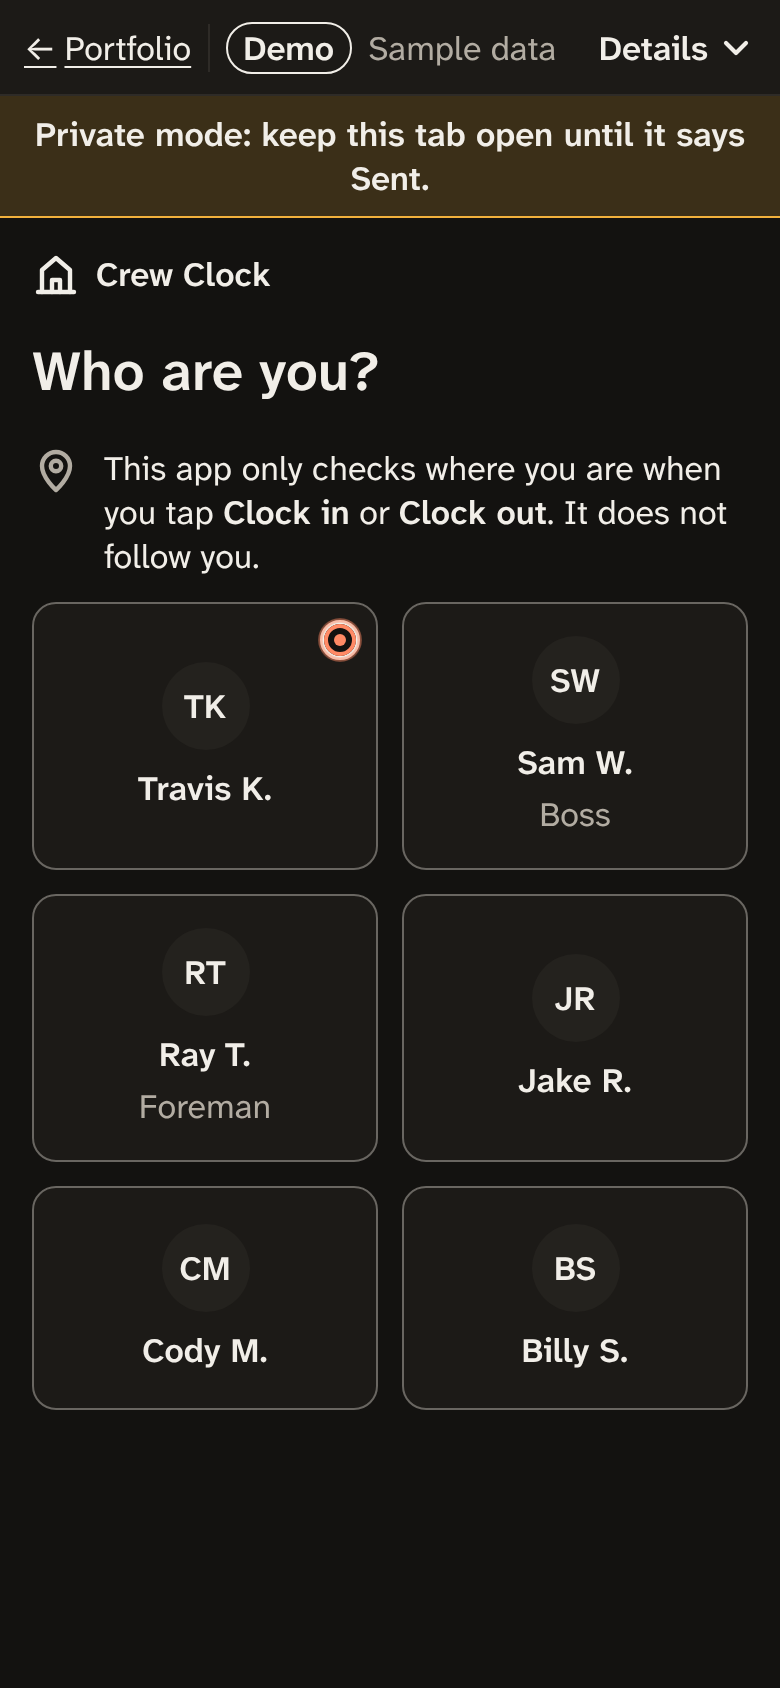 ← Portfolio Demo Sample data Details
Private mode: keep this tab open until it says
Sent.
Crew Clock
Who are you?
This app only checks where you are when
you tap Clock in or Clock out. It does not
follow you.
TK
Travis K.
SW
Sam W.
Boss
RT
Ray T.
Foreman
JR
Jake R.
CM
Cody M.
BS
Billy S.